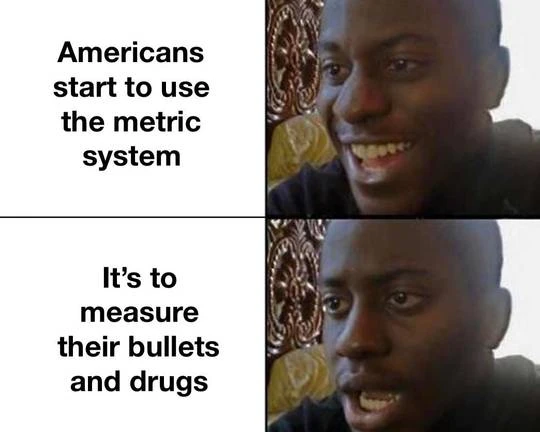 Americans
start to use
the metric
system
It's to
measure
their bullets
and drugs